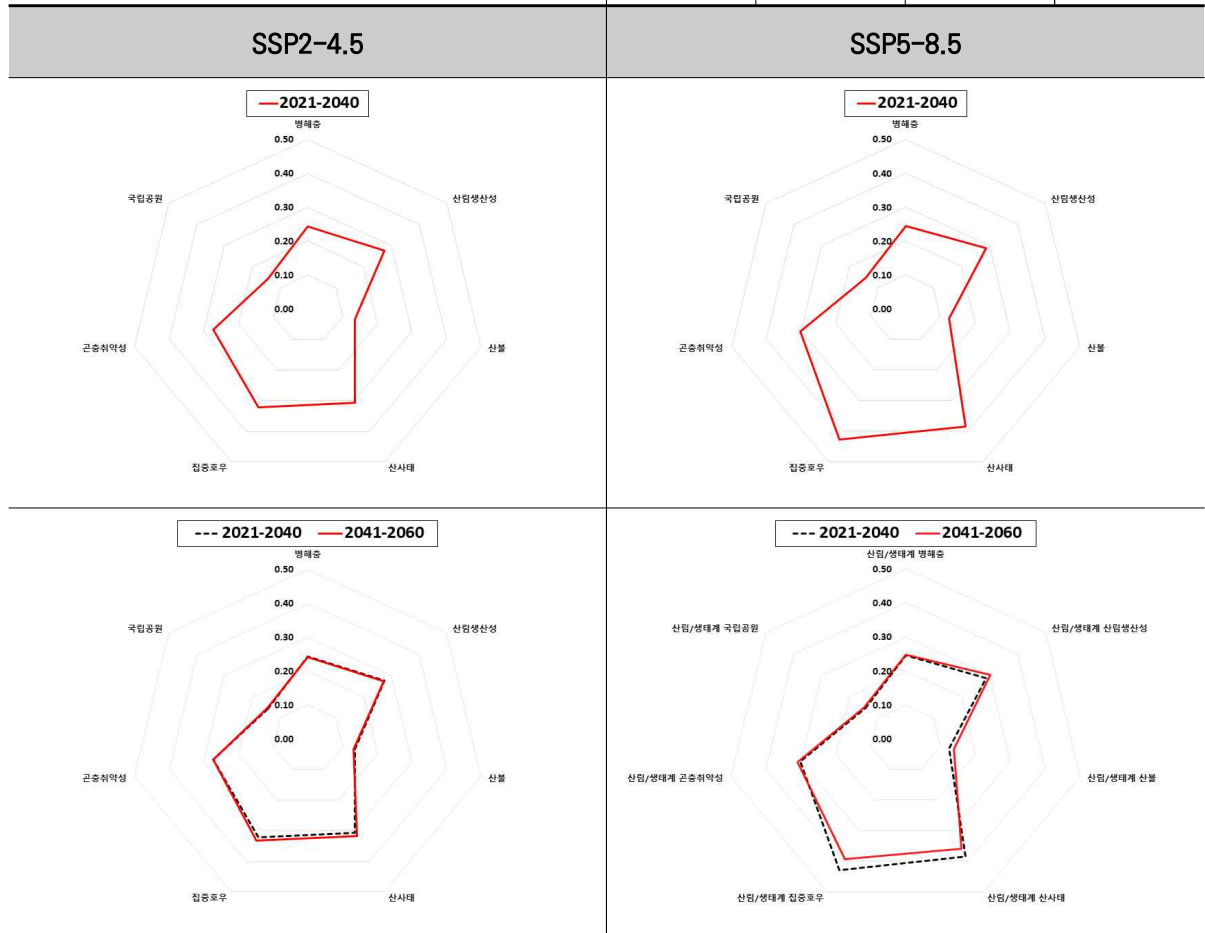 SSP2-4.5
SSP5-8.5
2021-2040
병해충
0.50
0.40
0.30
0.20
0.10
0.00
산림생산성
산불
산사태
집중호우
곤충취약성
국립공원
2021-2040
병해충
0.50
0.40
0.30
0.20
0.10
0.00
산림생산성
산불
산사태
집중호우
곤충취약성
국립공원
2021-2040 2041-2060
병해충
0.50
0.40
0.30
0.20
0.10
0.00
산림생산성
산불
산사태
집중호우
곤충취약성
국립공원
2021-2040 2041-2060
산림/생태계 병해충
0.50
0.40
0.30
0.20
0.10
0.00
산림/생태계 산림생산성
산림/생태계 산불
산림/생태계 산사태
산림/생태계 집중호우
산림/생태계 곤충취약성
산림/생태계 국립공원